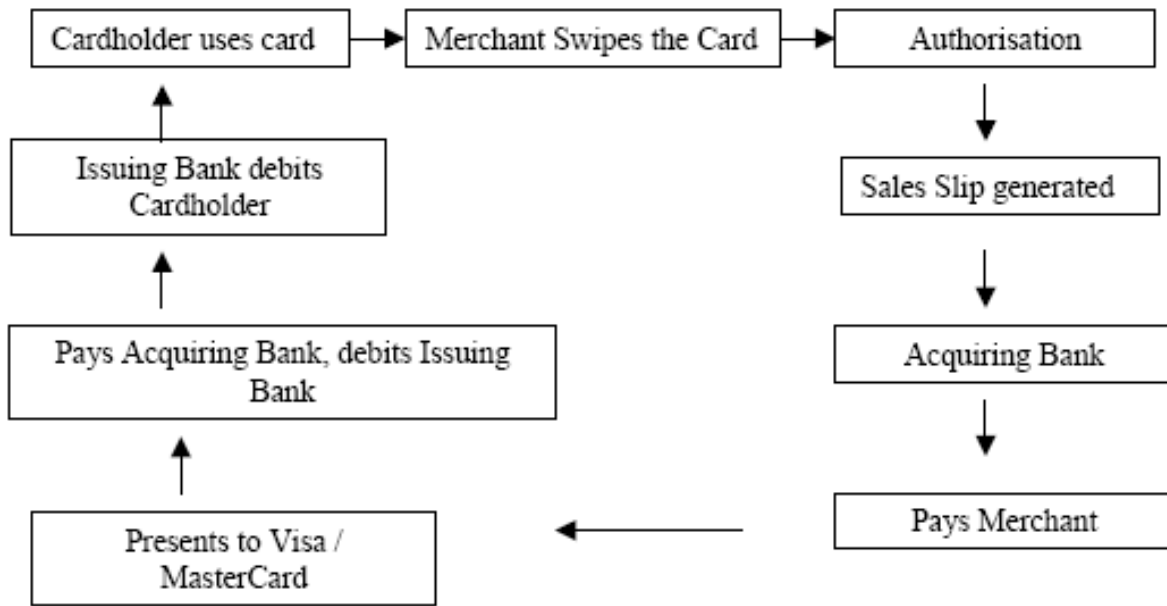 Cardholder uses card
Merchant Swipes the Card
Authorisation
Sales Slip generated
Acquiring Bank
Pays Merchant
Presents to Visa /
MasterCard
Pays Acquiring Bank, debits Issuing
Bank
Issuing Bank debits
Cardholder